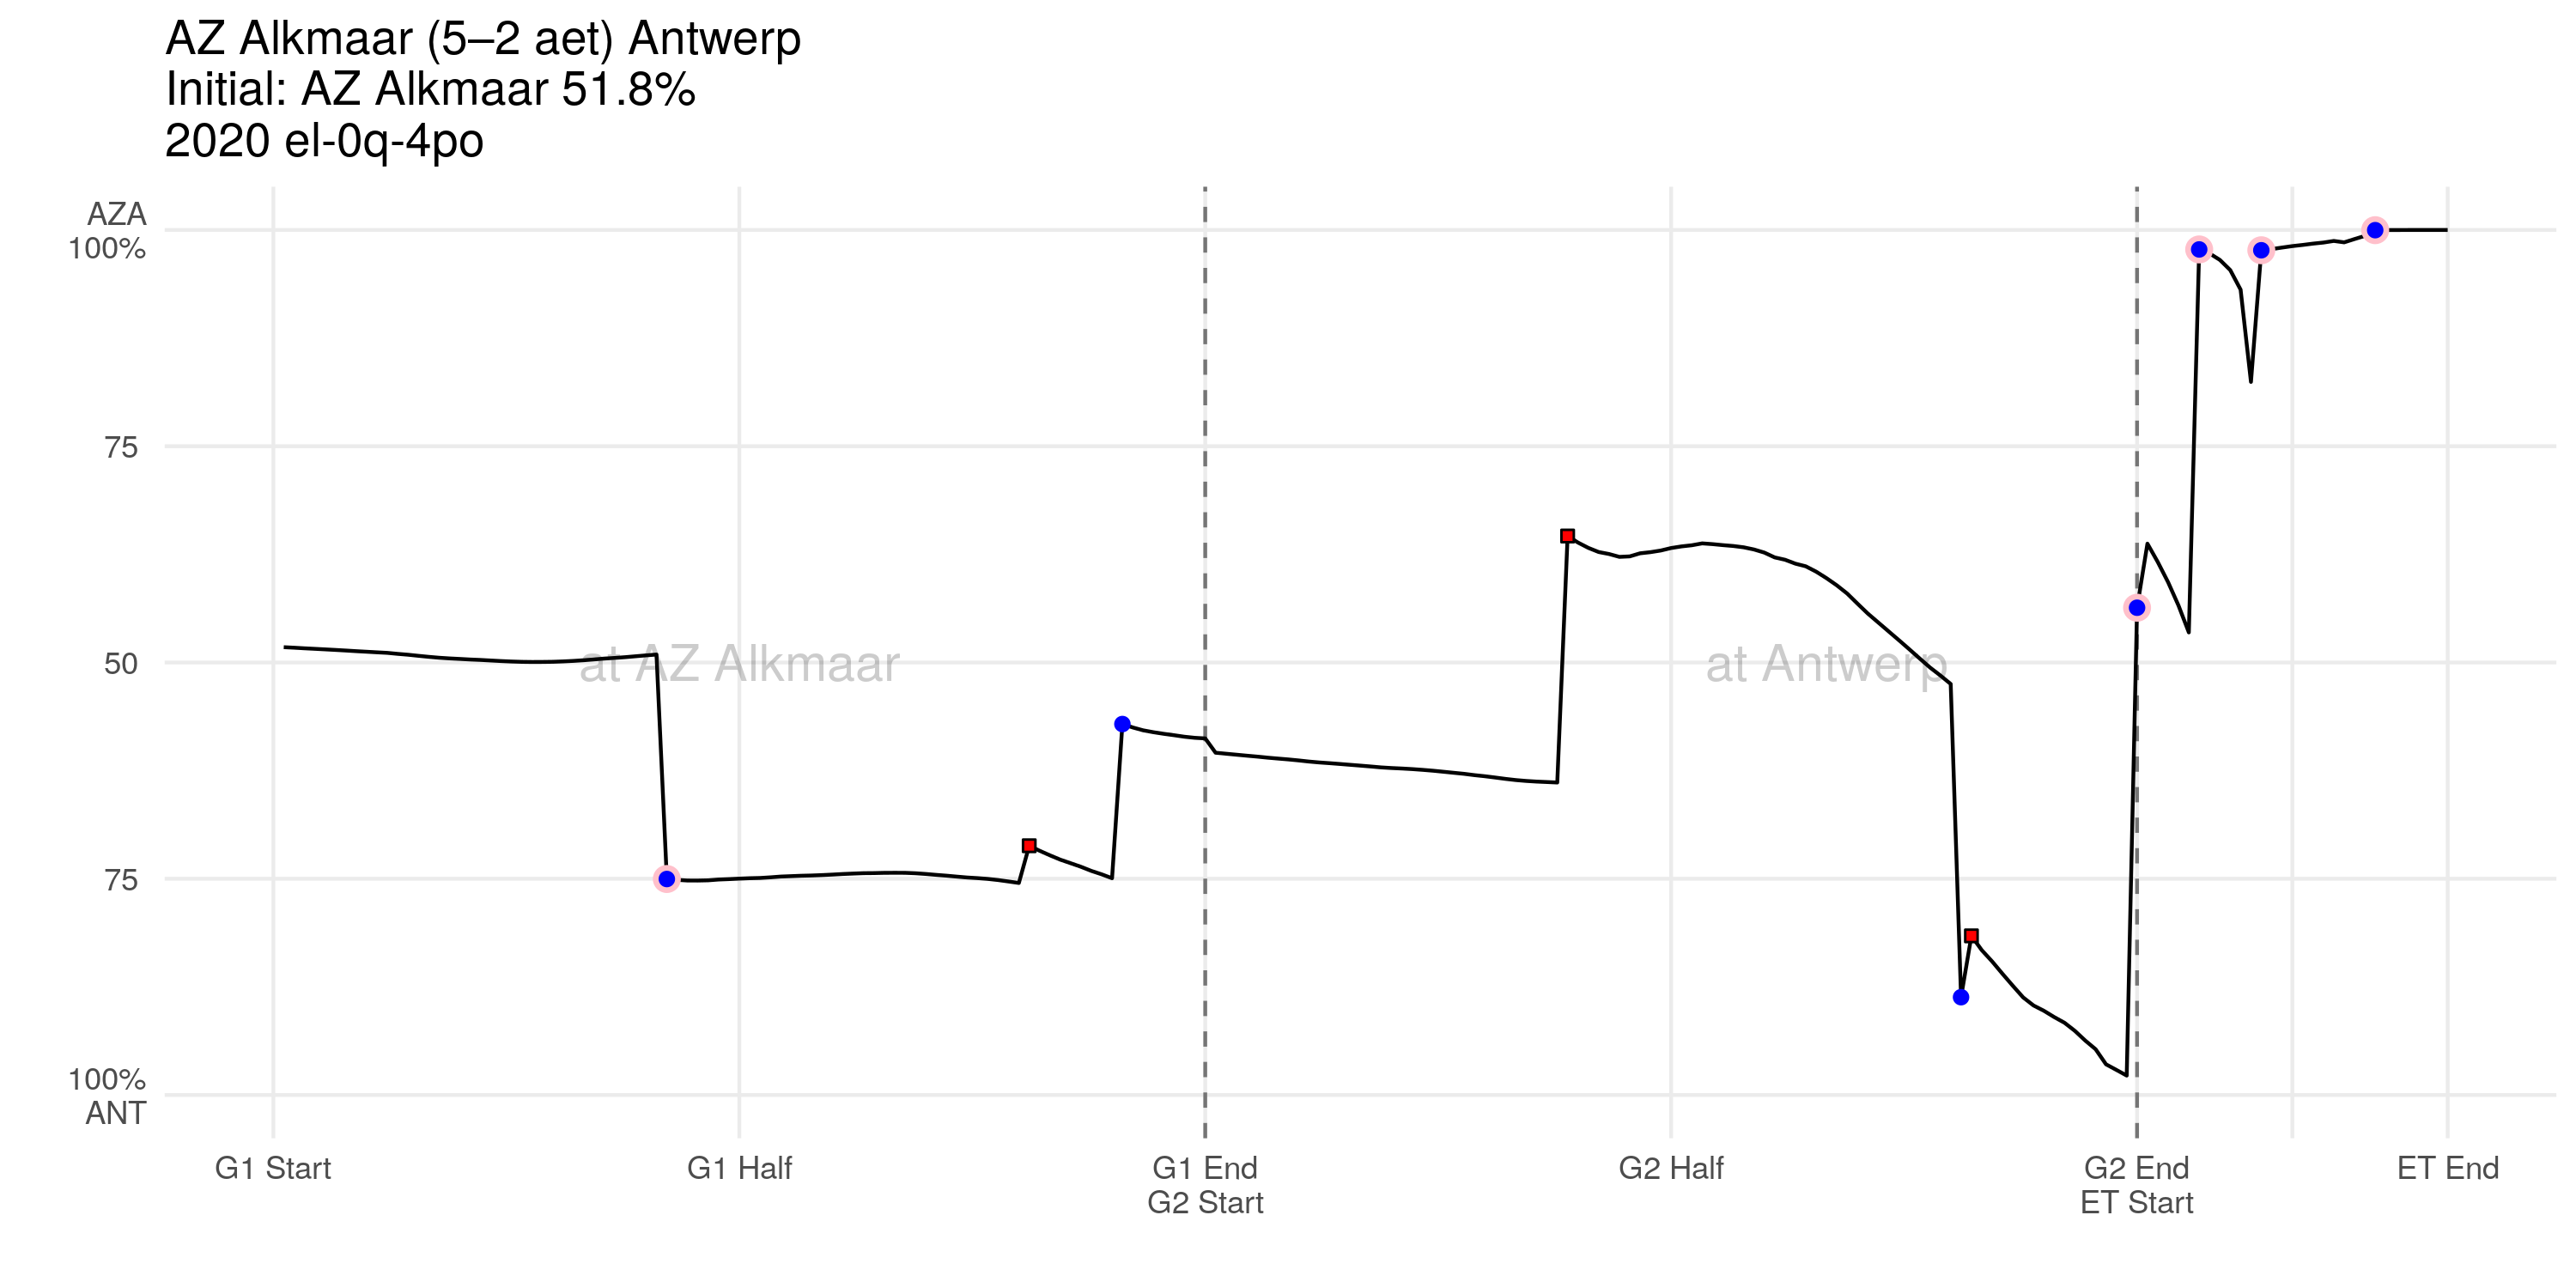 AZ Alkmaar (5–2 aet) Antwerp
Initial: AZ Alkmaar 51.8%
2020 el-0q-4po
AZA
100%
75
50
75
100%
ANT
at AZ Alkmaar
at Antwerp
G1 Start
G1 Half
G1 End
G2 Start
G2 Half
G2 End
ET Start
ET End